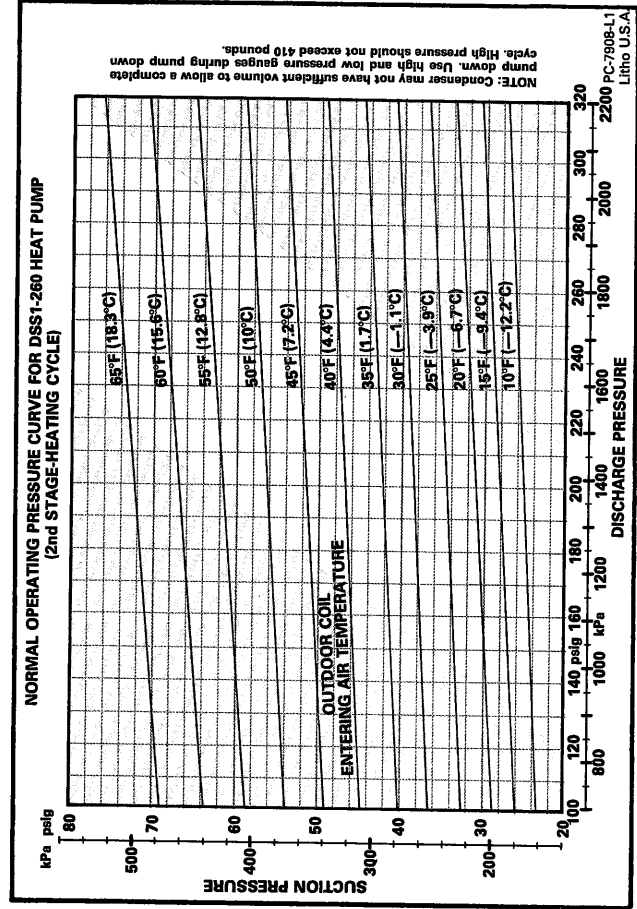 NORMAL OPERATING PRESSURE CURVE FOR DSS1-260 HEAT PUMP
(2nd STAGE-HEATING CYCLE)
kPa psig
80
500
70
60
400
50
40
300
30
200
20
SUCTION PRESSURE
65°F (18.3°C)
60°F (15.6°C)
55°F (12.8°C)
50°F (10°C)
45°F (7.2°C)
40°F (4.4°C)
35°F (1.7°C)
30°F (—1.1°C)
25°F (—3.9°C)
20°F (—6.7°C)
15°F (—9.4°C)
10°F (—12.2°C)
OUTDOOR COIL
ENTERING AIR TEMPERATURE
100 120 140 psig 160 180 200 220 240 260 280 300 320
800 1000 kPa 1200 1400 1600 1800 2000 2200
DISCHARGE PRESSURE
NOTE: Condenser may not have sufficient volume to allow a complete
pump down. Use high and low pressure gauges during pump down
cycle. High pressure should not exceed 410 pounds.
PC-7908-L1
Litho U.S.A.